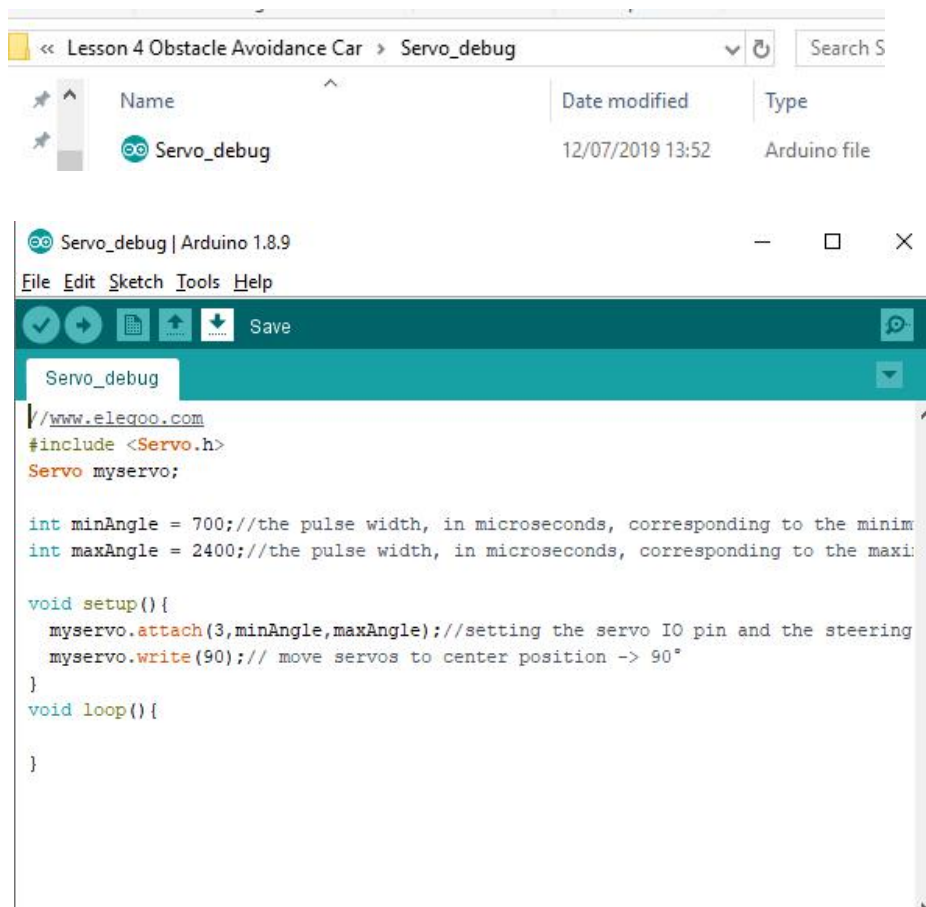 « Lesson 4 Obstacle Avoidance Car › Servo_debug Search S
Name Date modified Type
Servo_debug 12/07/2019 13:52 Arduino file
Servo_debug | Arduino 1.8.9
File Edit Sketch Tools Help
Save
Servo_debug
//www.elegoo.com
#include <Servo.h>
Servo myservo;
int minAngle = 700;//the pulse width, in microseconds, corresponding to the minim
int maxAngle = 2400;//the pulse width, in microseconds, corresponding to the maxi
void setup(){
myservo.attach(3,minAngle,maxAngle);//setting the servo IO pin and the steering
myservo.write(90);// move servos to center position -> 90°
}
void loop(){
}